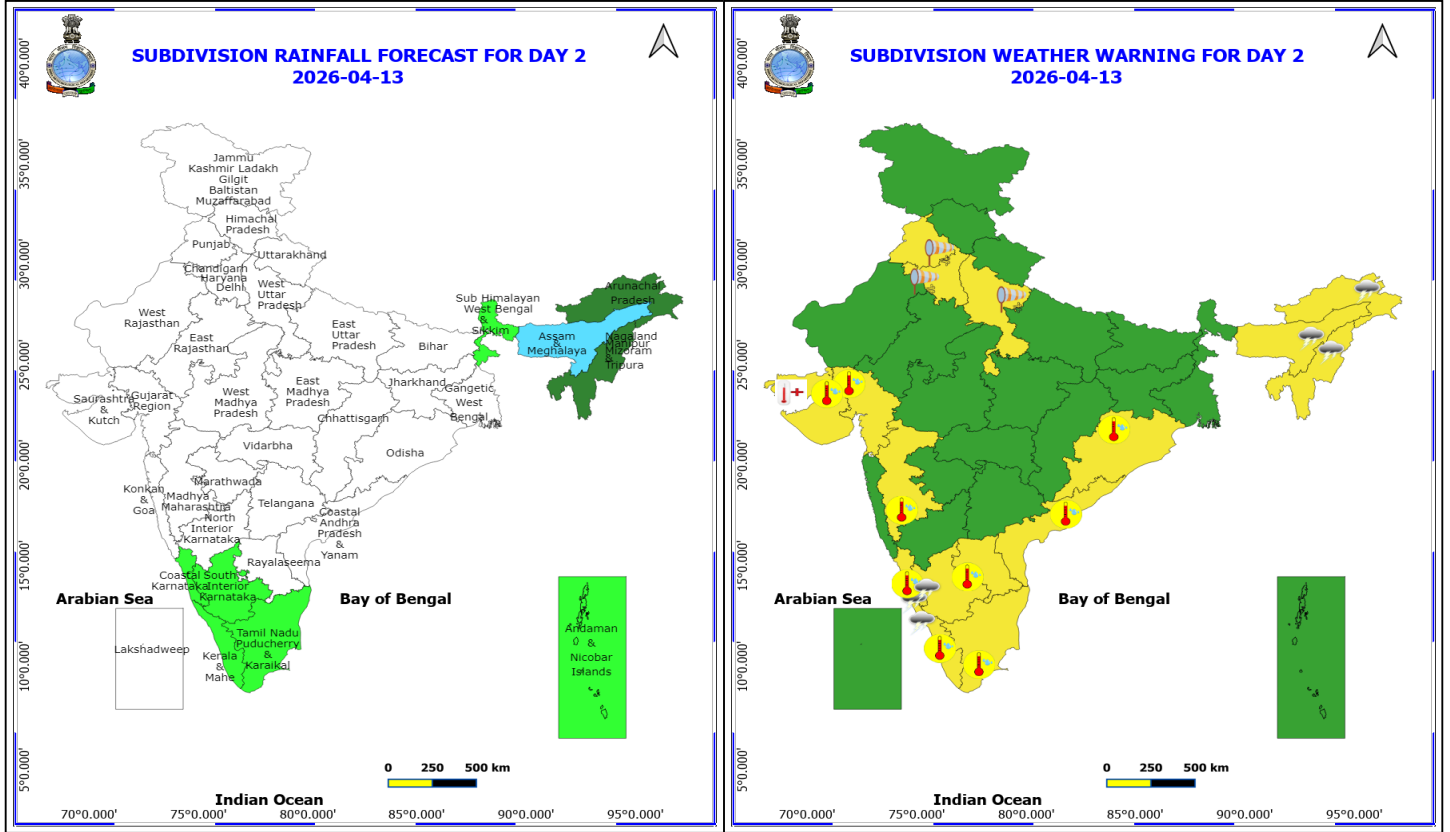 SUBDIVISION RAINFALL FORECAST FOR DAY 2
2026-04-13
40°0.000'
35°0.000'
30°0.000'
25°0.000'
20°0.000'
15°0.000'
10°0.000'
5°0.000'
Jammu
Kashmir Ladakh
Gilgit
Baltistan
Muzaffarabad
Himachal
Pradesh
Punjab
Uttarakhand
Chandigarh
Haryana
Delhi
West
Uttar
Pradesh
West
Rajasthan
East
Rajasthan
East
Uttar
Pradesh
Bihar
Sub Himalayan
West Bengal
&
Sikkim
Arunachal
Pradesh
Assam
&
Meghalaya
Nagaland
Manipur
Mizoram
&
Tripura
Saurashtra
&
Kutch
Gujarat
Region
West
Madhya
Pradesh
East
Madhya
Pradesh
Jharkhand
Gangetic
West
Bengal
Chhattisgarh
Vidarbha
Odisha
Konkan
&
Goa
Madhya
Maharashtra
Marathwada
Telangana
North
Interior
Karnataka
Coastal
Andhra
Pradesh
&
Yanam
Rayalaseema
Coastal
Karnataka
South
Interior
Karnataka
Arabian Sea
Bay of Bengal
Lakshadweep
Kerala
&
Mahe
Tamil Nadu
Puducherry
&
Karaikal
Andaman
&
Nicobar
Islands
0 250 500 km
Indian Ocean
70°0.000' 75°0.000' 80°0.000' 85°0.000' 90°0.000' 95°0.000'
SUBDIVISION WEATHER WARNING FOR DAY 2
2026-04-13
40°0.000'
35°0.000'
30°0.000'
25°0.000'
20°0.000'
15°0.000'
10°0.000'
5°0.000'
Arabian Sea
Bay of Bengal
0 250 500 km
Indian Ocean
70°0.000' 75°0.000' 80°0.000' 85°0.000' 90°0.000' 95°0.000'